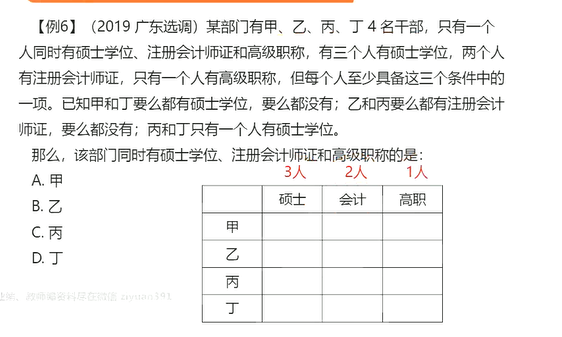 【例6】（2019 广东选调）某部门有甲、乙、丙、丁 4 名干部，只有一个
人同时有硕士学位、注册会计师证和高级职称，有三个人有硕士学位，两个人
有注册会计师证，只有一个人有高级职称，但每个人至少具备这三个条件中的
一项。已知甲和丁要么都有硕士学位，要么都没有；乙和丙要么都有注册会计
师证，要么都没有；丙和丁只有一个人有硕士学位。
那么，该部门同时有硕士学位、注册会计师证和高级职称的是：
A. 甲
B. 乙
C. 丙
D. 丁
3人 2人 1人
硕士 会计 高职
甲
乙
丙
丁